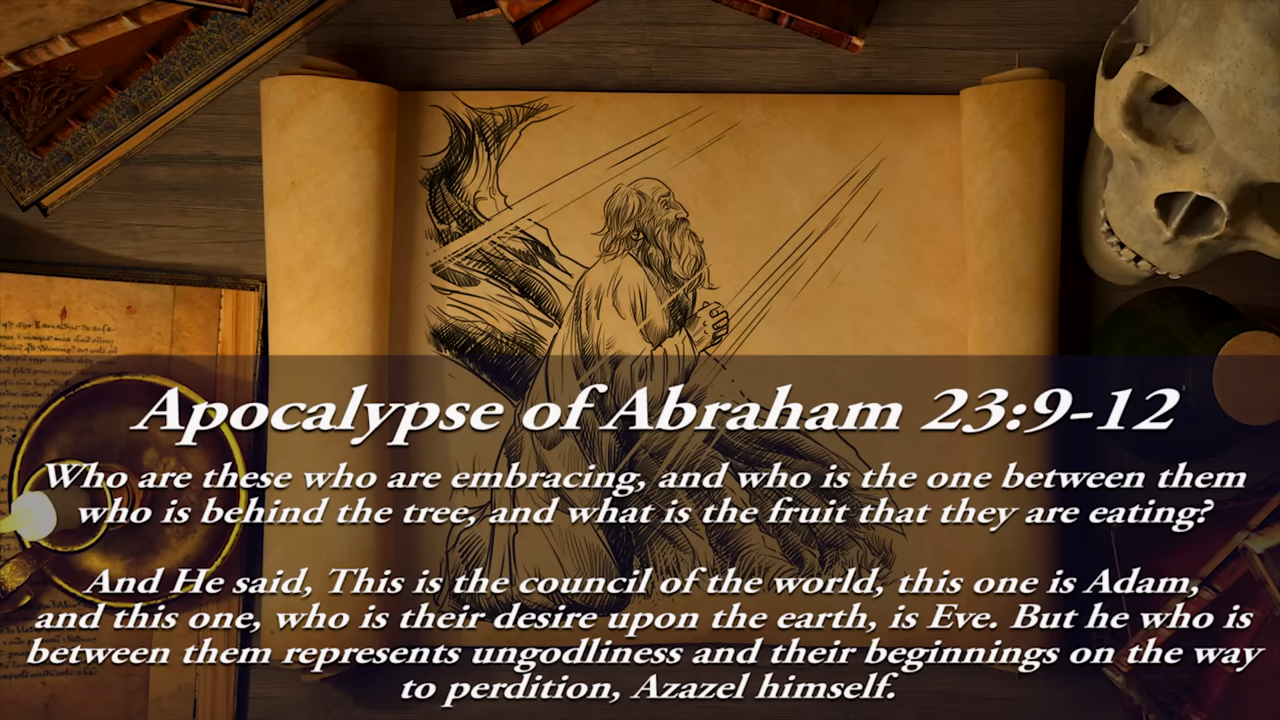 Apocalypse of Abraham 23:9-12
Who are these who are embracing, and who is the one between them
who is behind the tree, and what is the fruit that they are eating?
And He said, This is the council of the world, this one is Adam,
and this one, who is their desire upon the earth, is Eve. But he who is
between them represents ungodliness and their beginnings on the way
to perdition, Azazel himself.